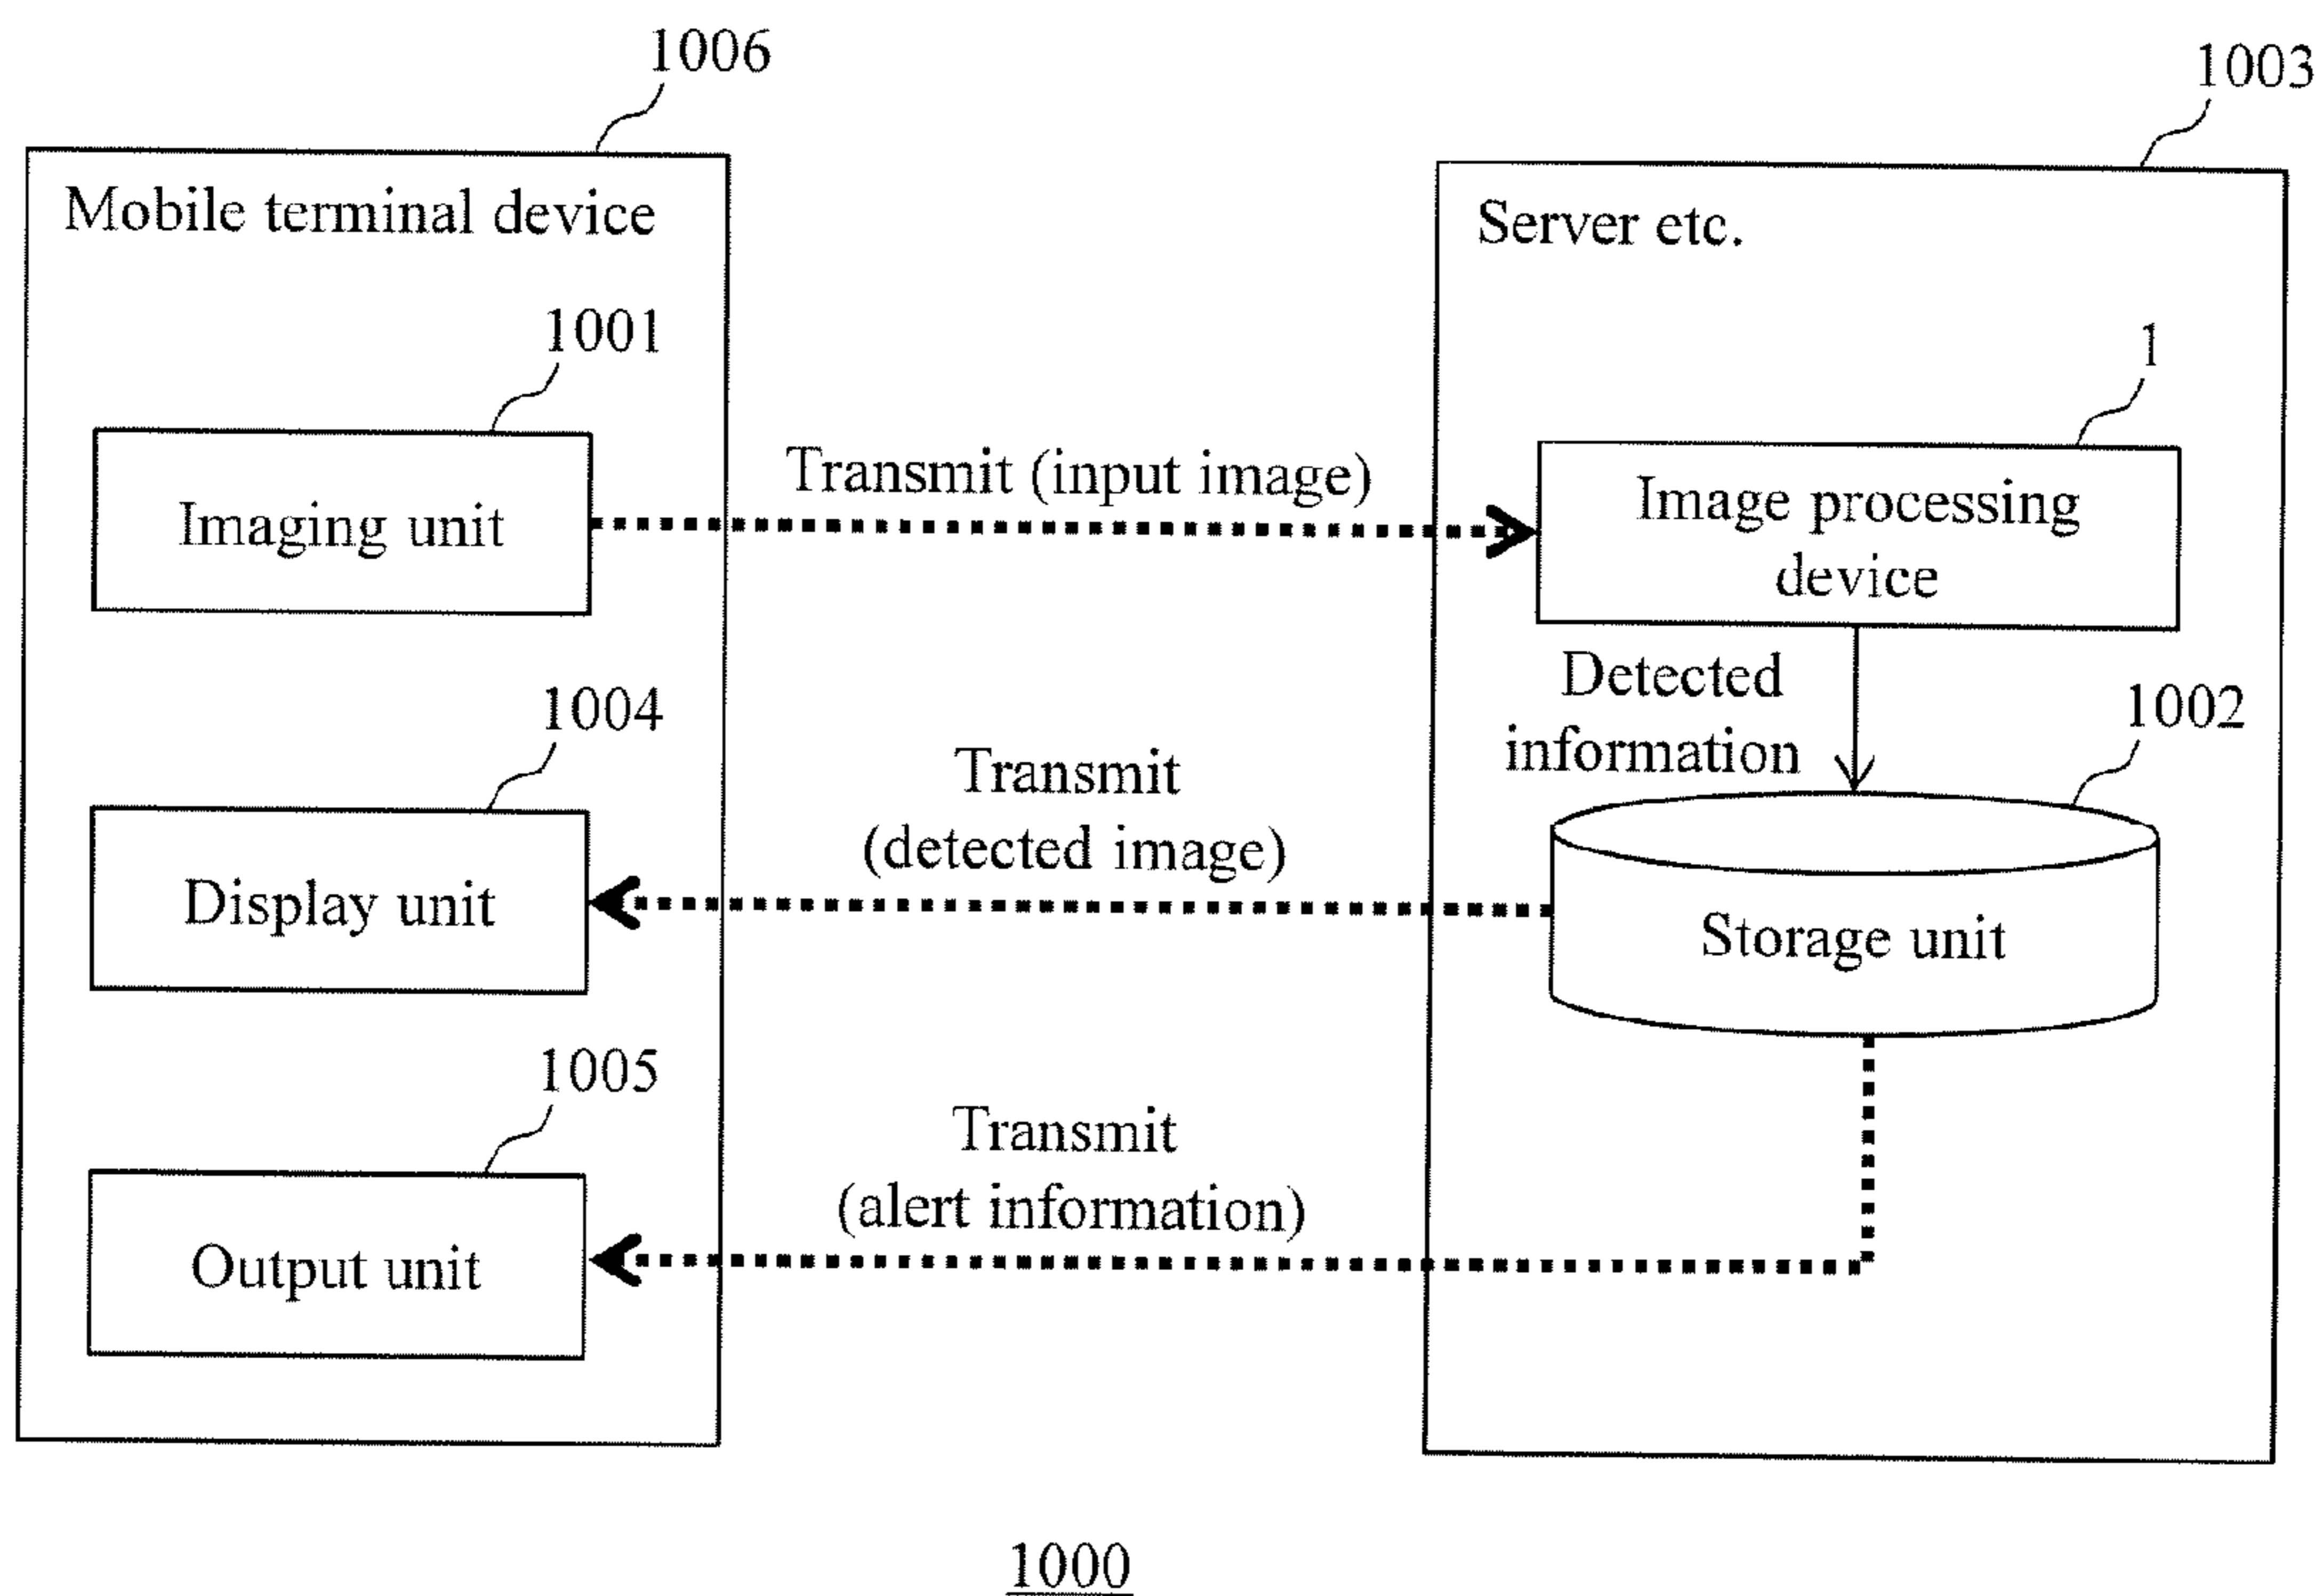 1006
1003
Mobile terminal device
Server etc.
1001
1
Imaging unit
Transmit (input image)
Image processing
device
Detected
information
1004
1002
Transmit
(detected image)
Display unit
Storage unit
1005
Transmit
(alert information)
Output unit
1000